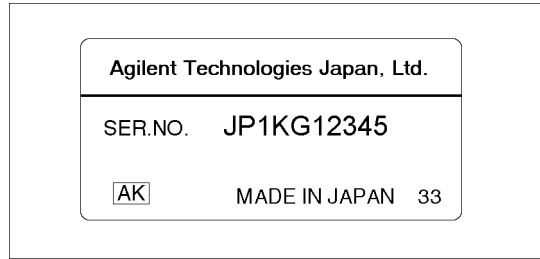 Agilent Technologies Japan, Ltd.
SER.NO. JP1KG12345
AK MADE IN JAPAN 33